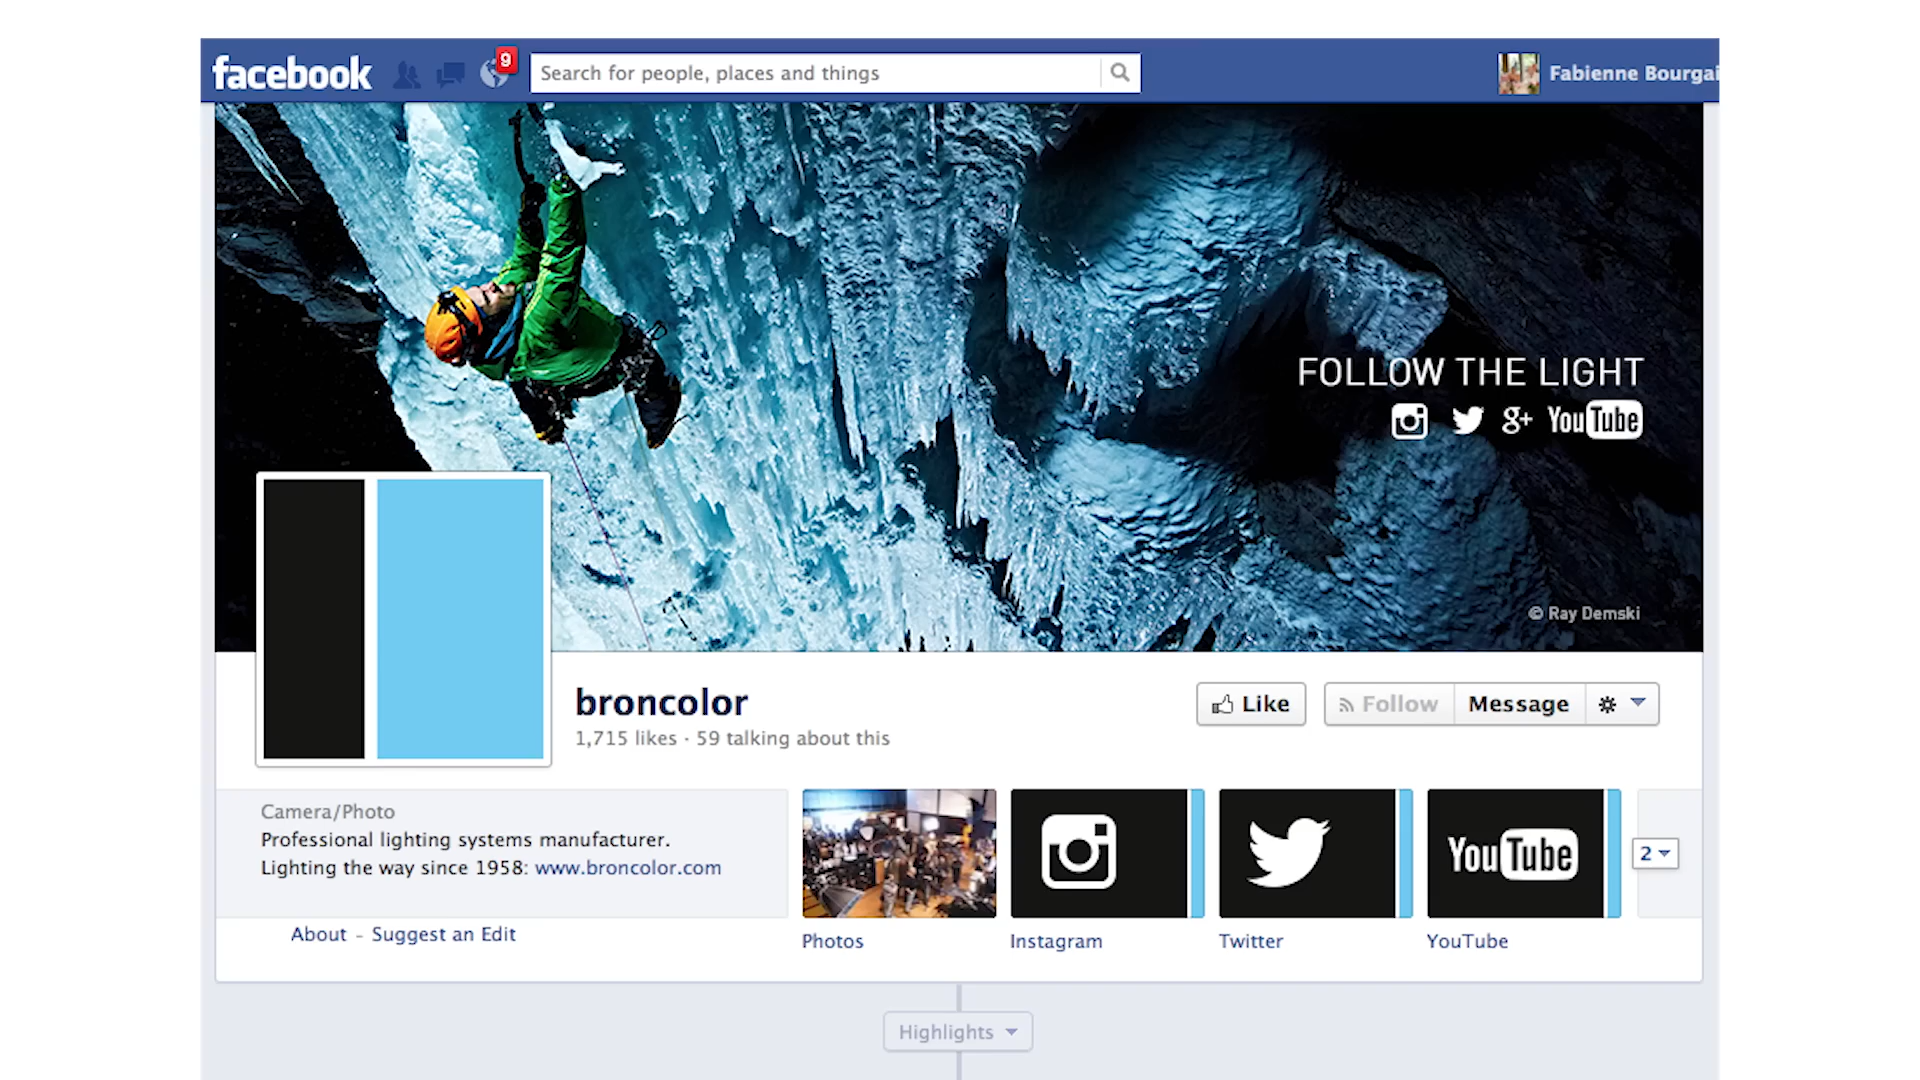 facebook
9
Search for people, places and things
Fabienne Bourgai
FOLLOW THE LIGHT
g+ YouTube
© Ray Demski
broncolor
1,715 likes · 59 talking about this
Like
Follow
Message
Camera/Photo
Professional lighting systems manufacturer.
Lighting the way since 1958: www.broncolor.com
About - Suggest an Edit
YouTube
2
Photos
Instagram
Twitter
YouTube
Highlights